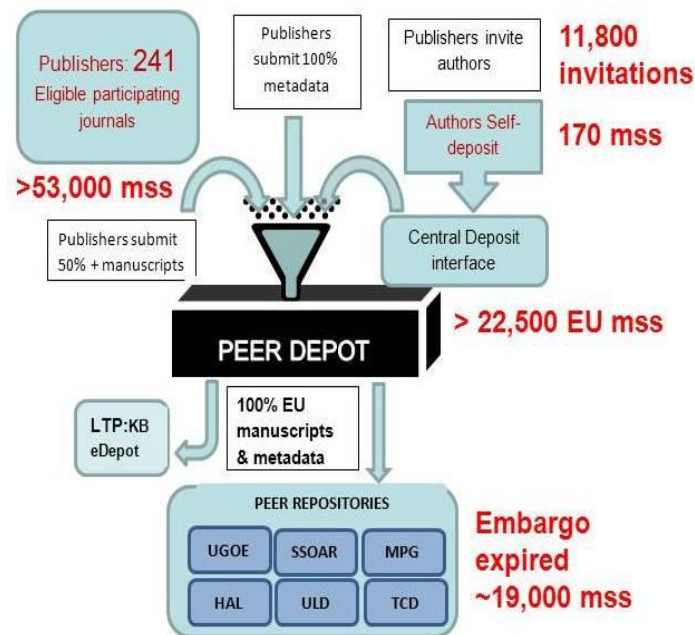 Publishers: 241
Eligible participating
journals
Publishers
submit 100%
metadata
Publishers invite
authors
11,800
invitations
Authors Self-
deposit
170 mss
>53,000 mss
Publishers submit
50% + manuscripts
Central Deposit
interface
> 22,500 EU mss
PEER DEPOT
LTP:KB
eDepot
100% EU
manuscripts
& metadata
PEER REPOSITORIES
UGOE SSOAR MPG
HAL ULD TCD
Embargo
expired
~19,000 mss